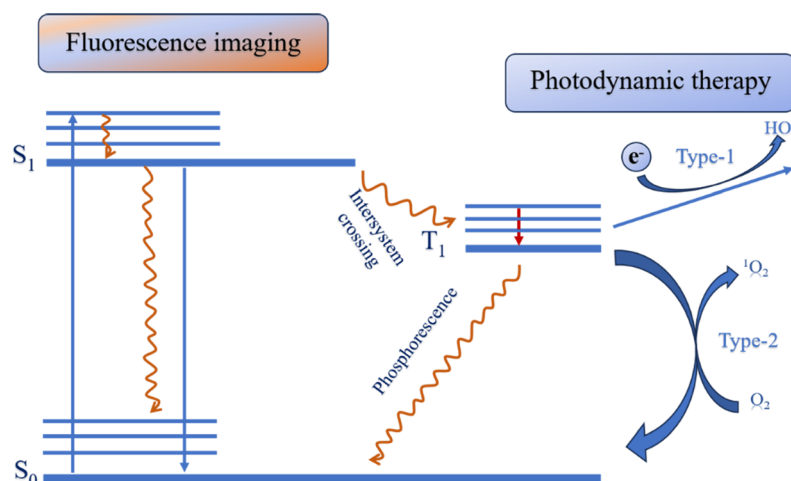 Fluorescence imaging
Photodynamic therapy
S₁
Intersystem
crossing
T₁
e⁻
Type-1
HO
¹O₂
Type-2
O₂
Phosphorescence
S₀